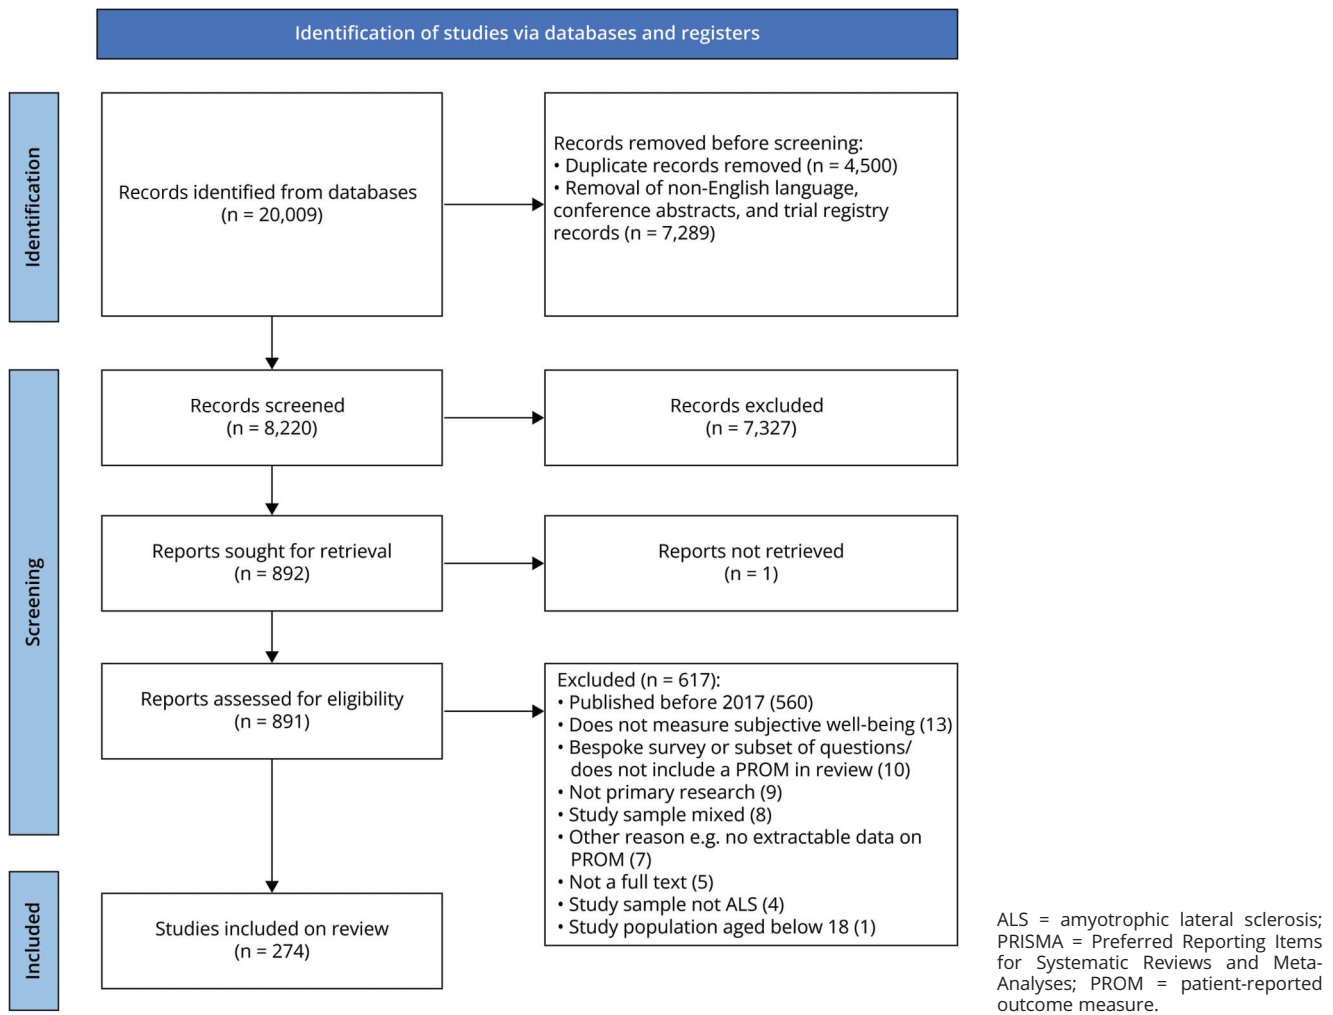 Identification of studies via databases and registers
Identification
Records identified from databases
(n = 20,009)
Records removed before screening:
• Duplicate records removed (n = 4,500)
• Removal of non-English language,
conference abstracts, and trial registry
records (n = 7,289)
Screening
Records screened
(n = 8,220)
Records excluded
(n = 7,327)
Reports sought for retrieval
(n = 892)
Reports not retrieved
(n = 1)
Reports assessed for eligibility
(n = 891)
Excluded (n = 617):
• Published before 2017 (560)
• Does not measure subjective well-being (13)
• Bespoke survey or subset of questions/
does not include a PROM in review (10)
• Not primary research (9)
• Study sample mixed (8)
• Other reason e.g. no extractable data on
PROM (7)
• Not a full text (5)
• Study sample not ALS (4)
• Study population aged below 18 (1)
Included
Studies included on review
(n = 274)
ALS = amyotrophic lateral sclerosis;
PRISMA = Preferred Reporting Items
for Systematic Reviews and Meta-
Analyses; PROM = patient-reported
outcome measure.